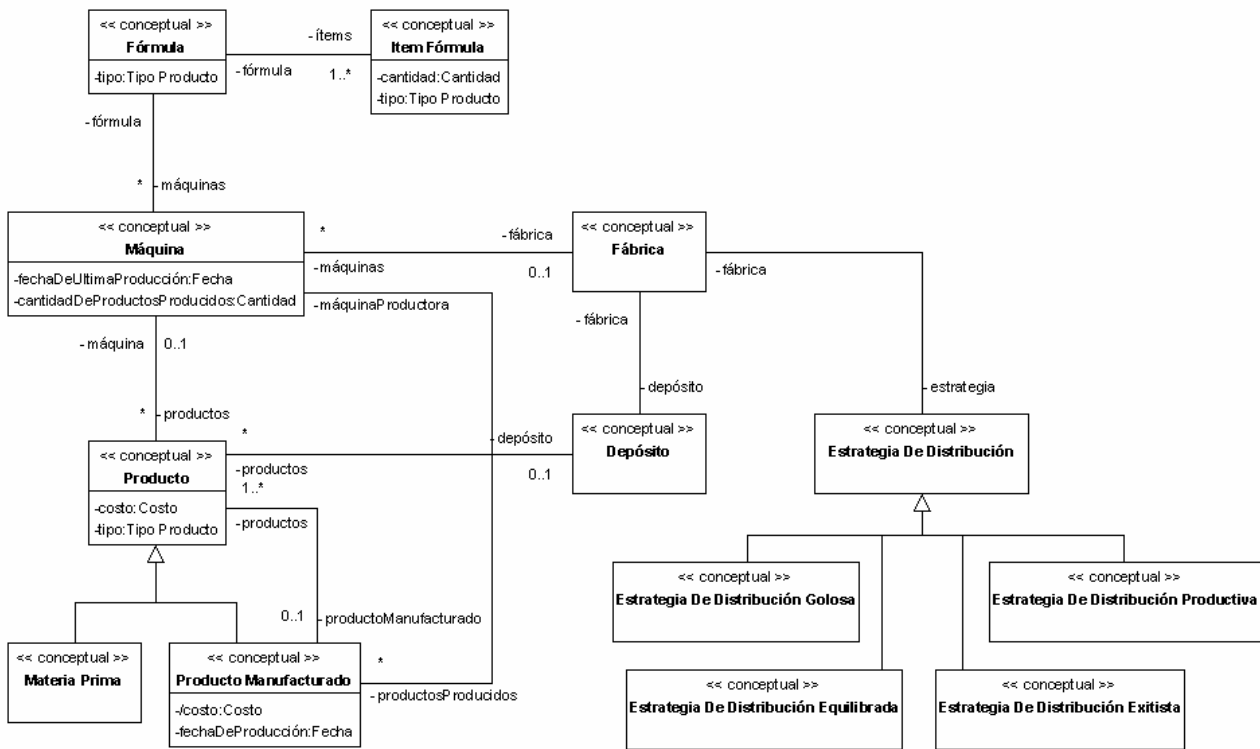 << conceptual >>
Fórmula
-tipo:Tipo Producto
-ítems
-fórmula
1..*
<< conceptual >>
Item Fórmula
-cantidad:Cantidad
-tipo:Tipo Producto
-fórmula
*
-máquinas
<< conceptual >>
Máquina
-fechaDeUltimaProducción:Fecha
-cantidadDeProductosProducidos:Cantidad
*
-fábrica
-máquinas
0..1
<< conceptual >>
Fábrica
-fábrica
-máquinaProductora
-fábrica
-máquina
0..1
-depósito
-estrategia
*
-productos
*
-depósito
-productos
0..1
<< conceptual >>
Depósito
<< conceptual >>
Estrategia De Distribución
<< conceptual >>
Producto
-costo:Costo
-tipo:Tipo Producto
1..*
-productos
0..1
-productoManufacturado
<< conceptual >>
Materia Prima
<< conceptual >>
Producto Manufacturado
-/costo:Costo
-fechaDeProducción:Fecha
*
-productosProducidos
<< conceptual >>
Estrategia De Distribución Golosa
<< conceptual >>
Estrategia De Distribución Productiva
<< conceptual >>
Estrategia De Distribución Equilibrada
<< conceptual >>
Estrategia De Distribución Exitista